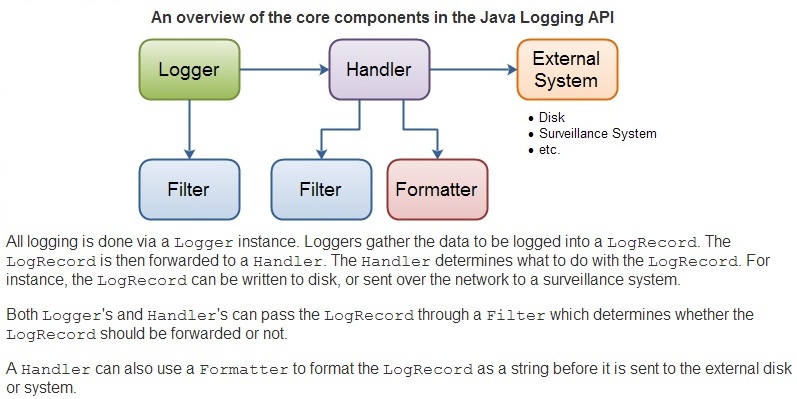 An overview of the core components in the Java Logging API
Logger
Handler
External
System
• Disk
• Surveillance System
• etc.
Filter
Filter
Formatter
All logging is done via a Logger instance. Loggers gather the data to be logged into a LogRecord. The
LogRecord is then forwarded to a Handler. The Handler determines what to do with the LogRecord. For
instance, the LogRecord can be written to disk, or sent over the network to a surveillance system.
Both Logger's and Handler's can pass the LogRecord through a Filter which determines whether the
LogRecord should be forwarded or not.
A Handler can also use a Formatter to format the LogRecord as a string before it is sent to the external disk
or system.